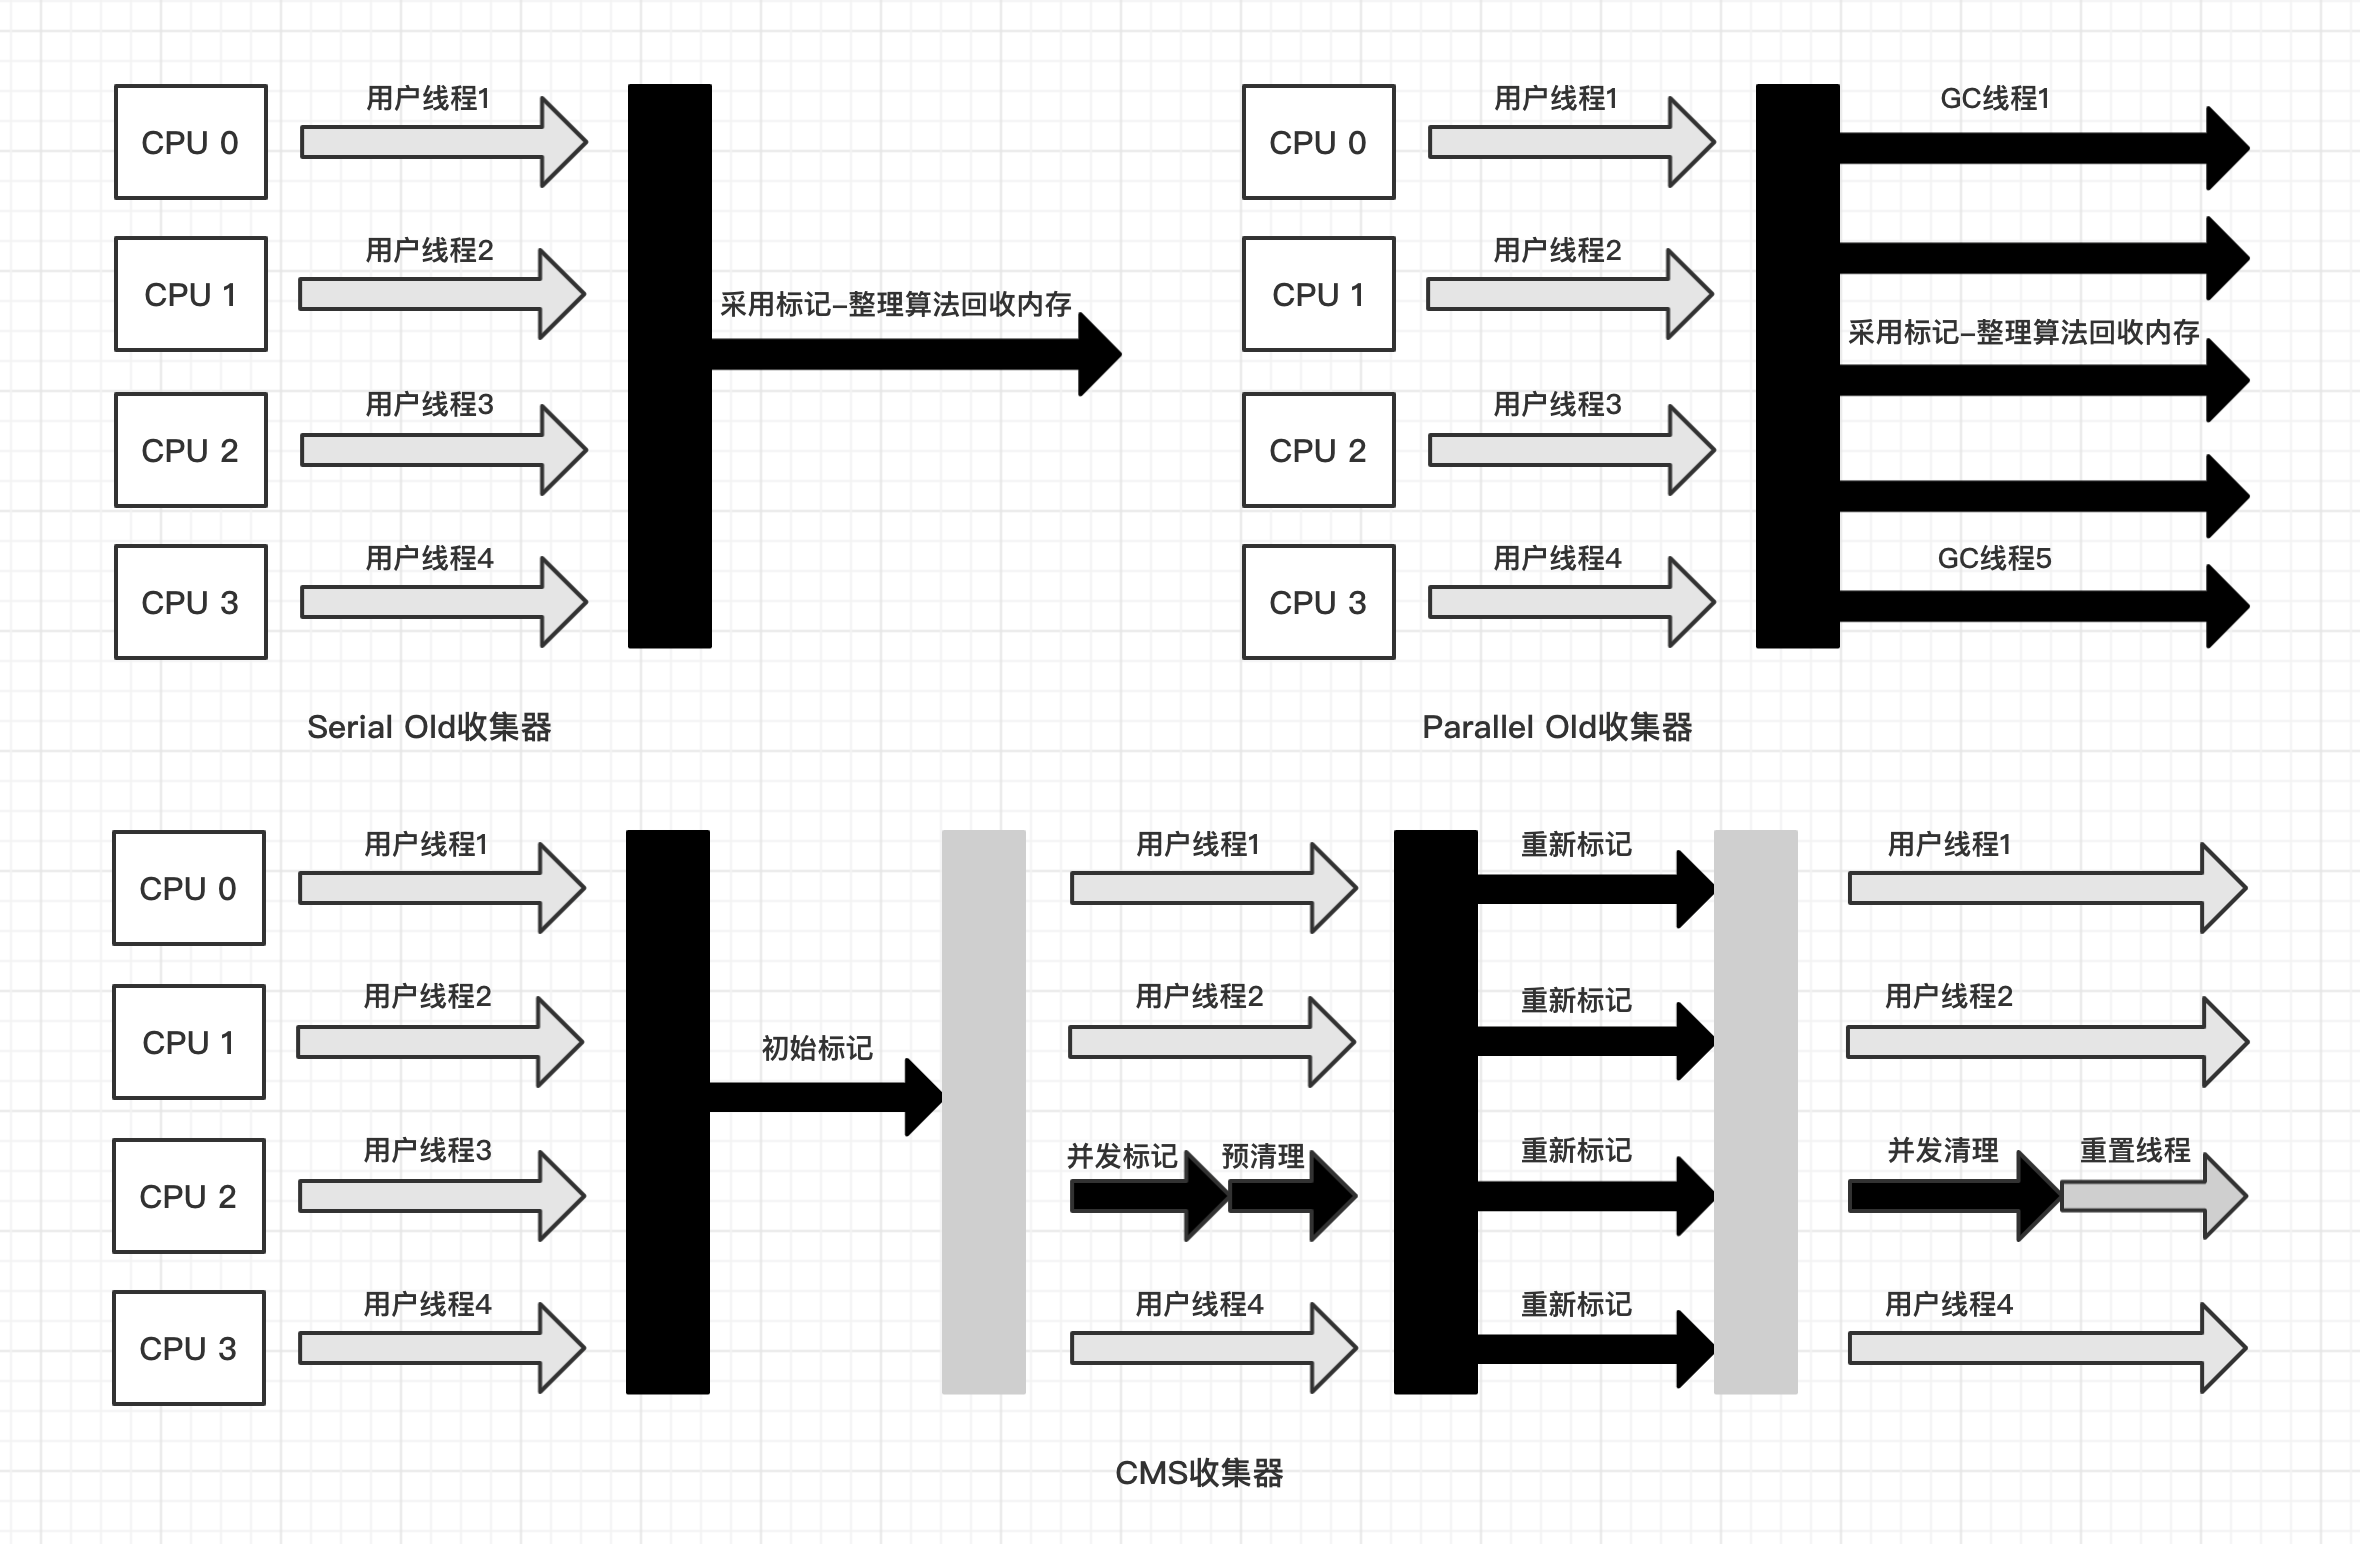 CPU 0
用户线程1
CPU 1
用户线程2
采用标记-整理算法回收内存
CPU 2
用户线程3
CPU 3
用户线程4
Serial Old收集器
CPU 0
用户线程1
GC线程1
CPU 1
用户线程2
采用标记-整理算法回收内存
CPU 2
用户线程3
CPU 3
用户线程4
GC线程5
Parallel Old收集器
CPU 0
用户线程1
用户线程1
重新标记
用户线程1
CPU 1
用户线程2
初始标记
用户线程2
重新标记
用户线程2
CPU 2
用户线程3
并发标记
预清理
重新标记
并发清理
重置线程
CPU 3
用户线程4
用户线程4
重新标记
用户线程4
CMS收集器